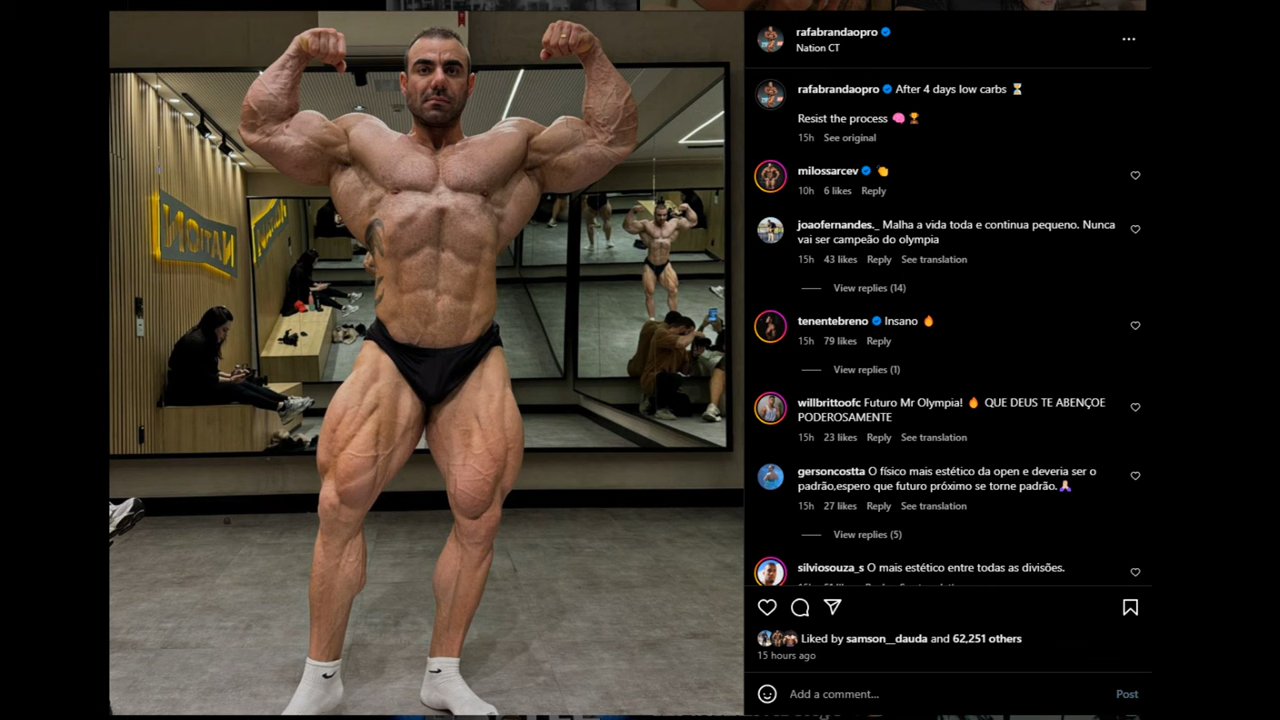 NATION
rafabrandaopro
Nation CT
rafabrandaopro After 4 days low carbs
Resist the process
15h See original
milossarcev
10h 6 likes Reply
joaofernandes._ Malha a vida toda e continua pequeno. Nunca
vai ser campeão do olympia
15h 43 likes Reply See translation
View replies (14)
tenentebreno Insano
15h 79 likes Reply
View replies (1)
willbrittoofc Futuro Mr Olympia! QUE DEUS TE ABENÇOE
PODEROSAMENTE
15h 23 likes Reply See translation
gersoncostta O físico mais estético da open e deveria ser o
padrão,espero que futuro próximo se torne padrão.
15h 27 likes Reply See translation
View replies (5)
silviosouza_s O mais estético entre todas as divisões.
Liked by samson__dauda and 62,251 others
15 hours ago
Add a comment...
Post